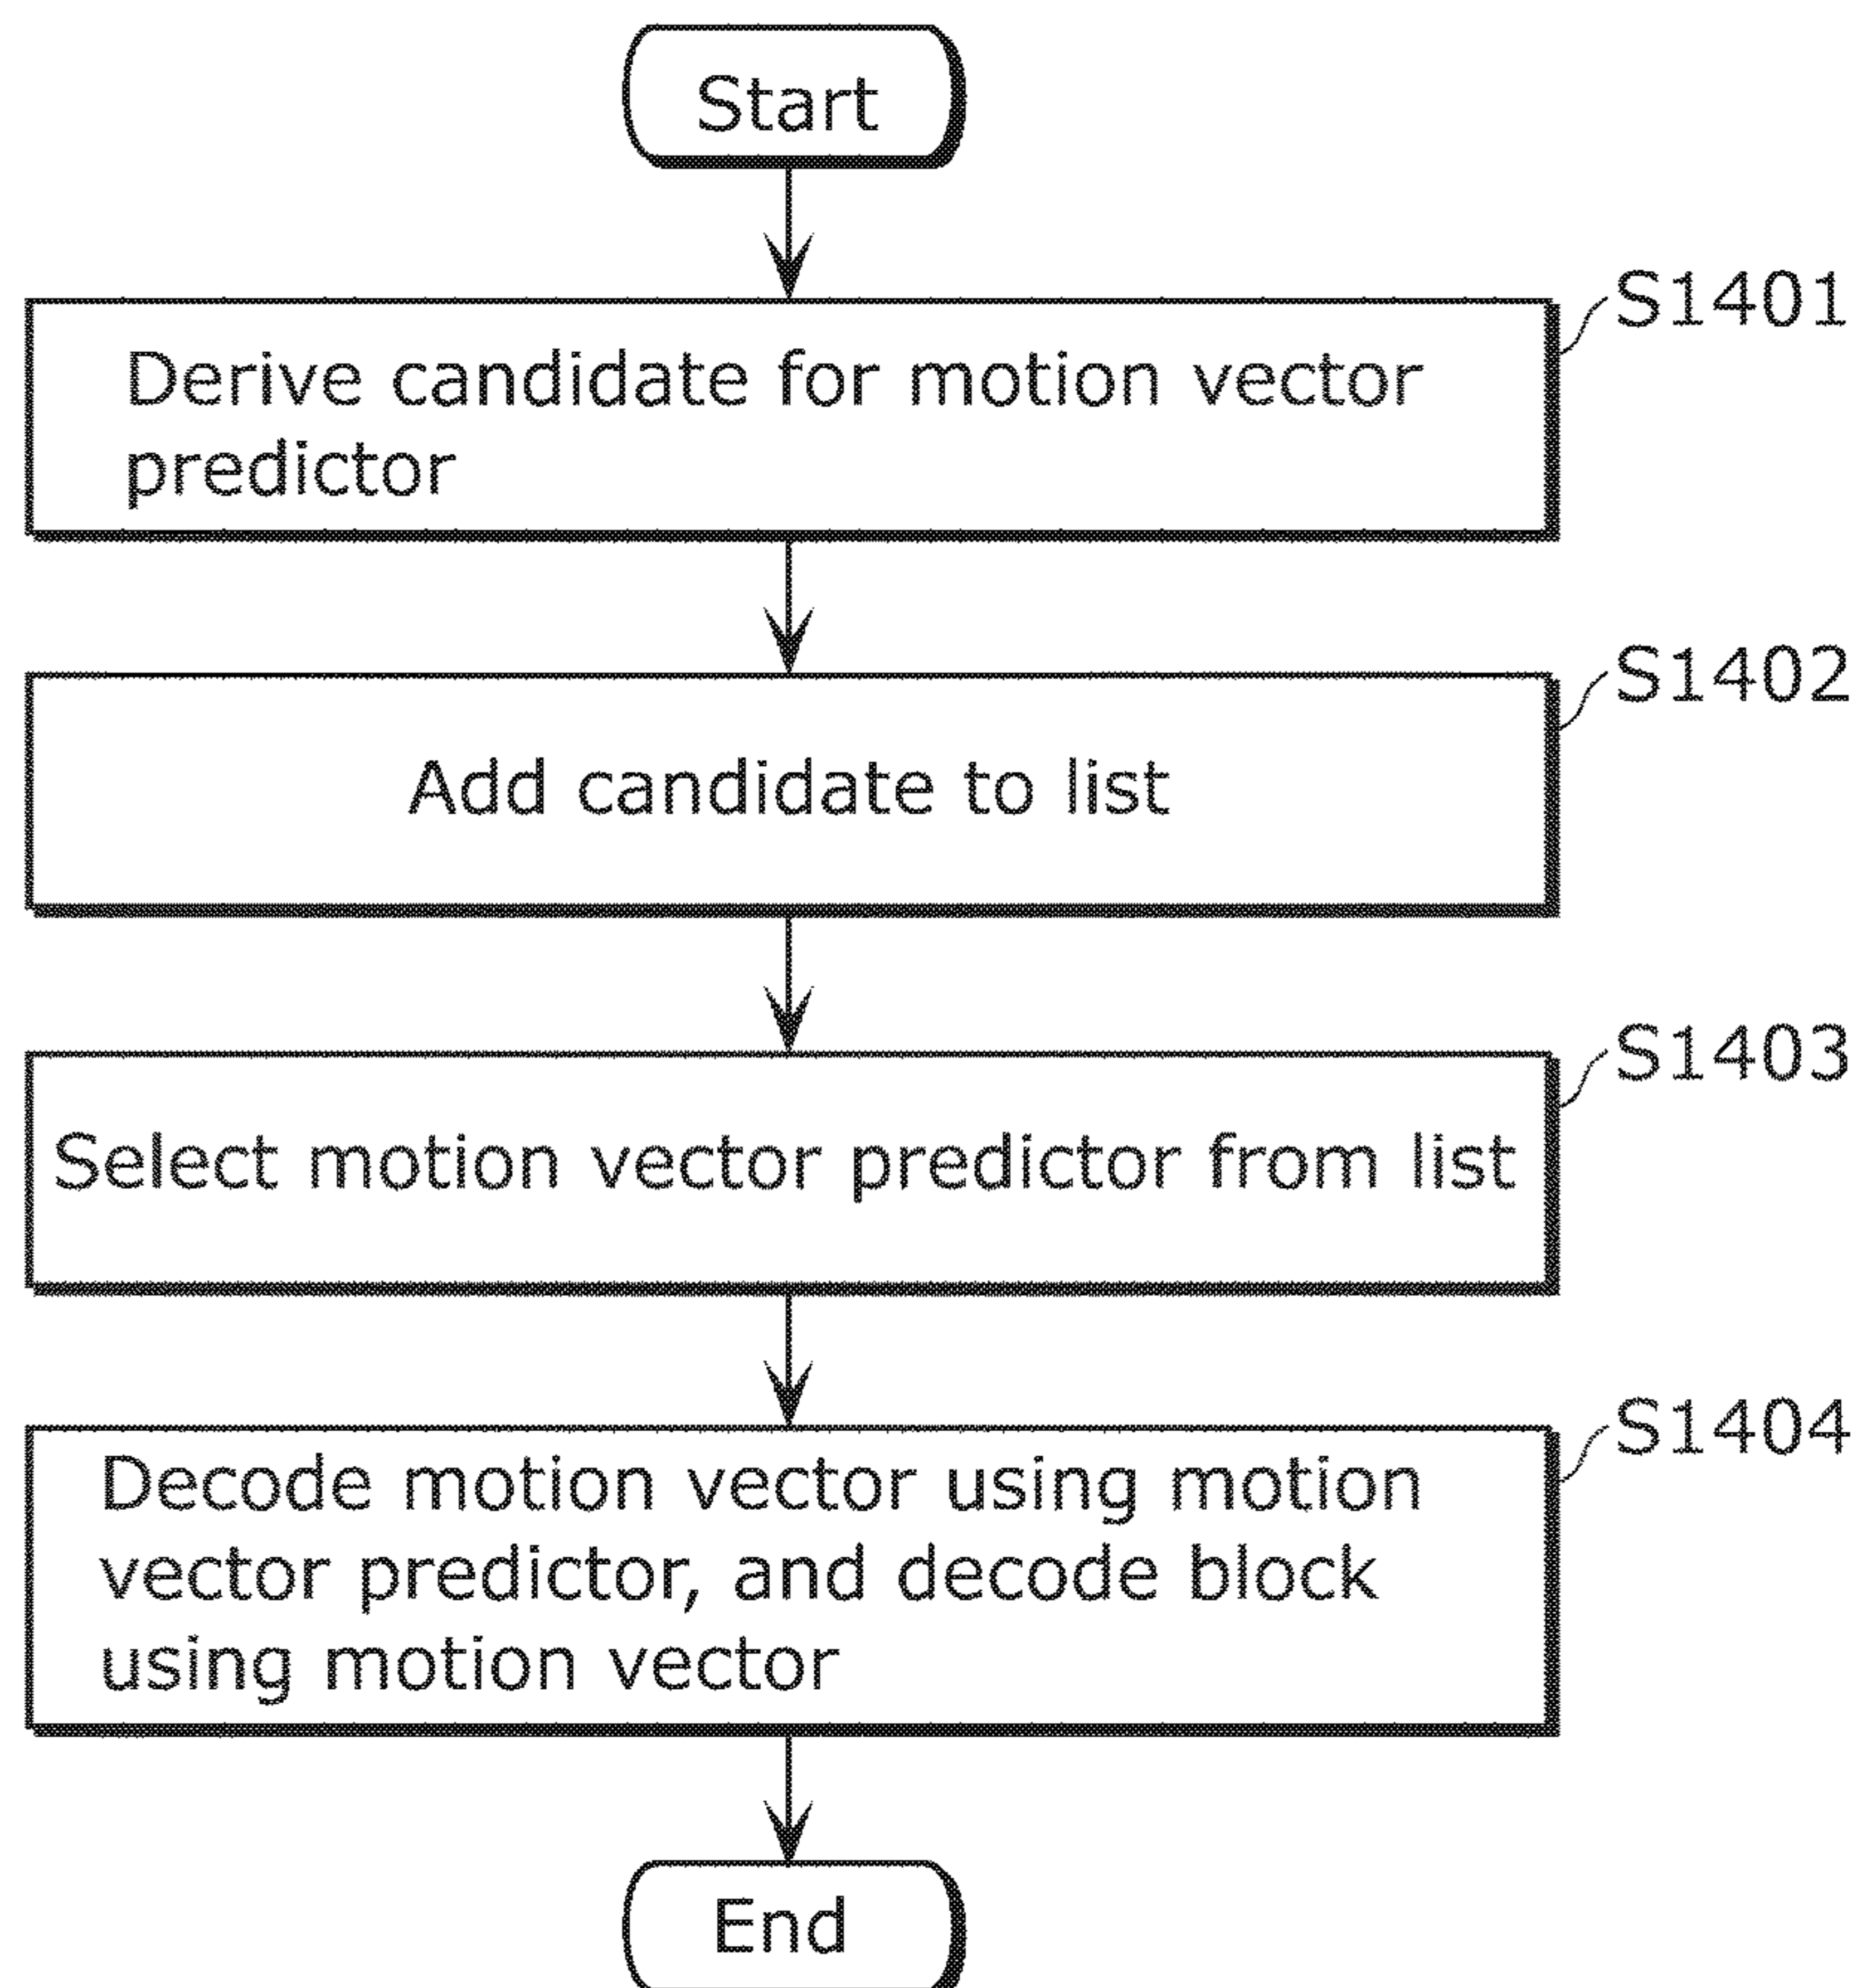 Start
S1401
Derive candidate for motion vector
predictor
S1402
Add candidate to list
S1403
Select motion vector predictor from list
S1404
Decode motion vector using motion
vector predictor, and decode block
using motion vector
End